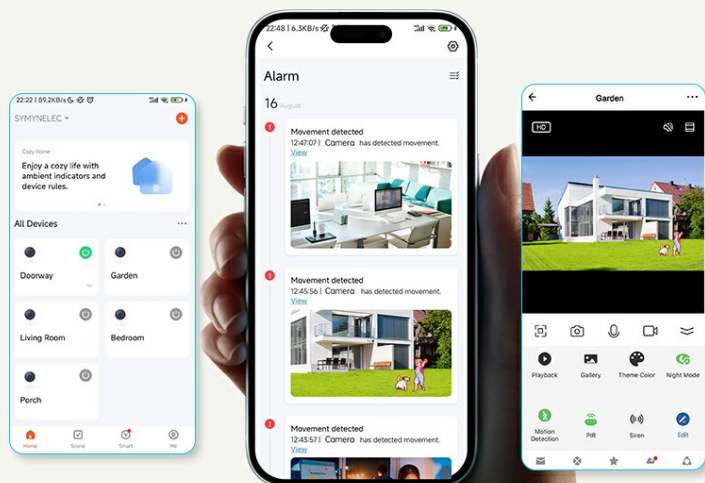 22:22 | 89.2KB/s
SYMYNELEC
Cozy Home
Enjoy a cozy life with
ambient indicators and
device rules.
All Devices
Doorway
Garden
Living Room
Bedroom
Porch
Home
Scene
Smart
Me
22:48 | 6.3KB/s
Alarm
16 August
Movement detected
12:47:07 | Camera has detected movement.
View
Movement detected
12:45:56 | Camera has detected movement.
View
Movement detected
12:43:57 | Camera has detected movement.
View
Garden
HD
Playback
Gallery
Theme Color
Night Mode
Motion
Detection
PIR
Siren
Edit